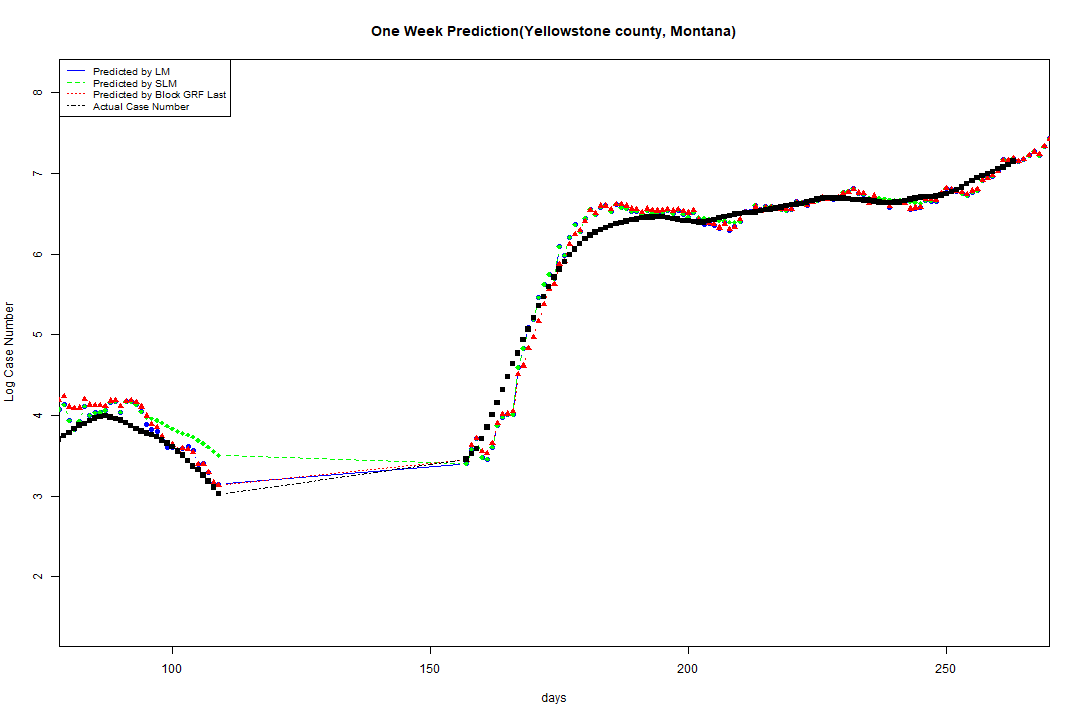 One Week Prediction(Yellowstone county, Montana)
Predicted by LM
Predicted by SLM
Predicted by Block GRF Last
Actual Case Number
8
7
6
5
4
3
2
Log Case Number
100 150 200 250
days